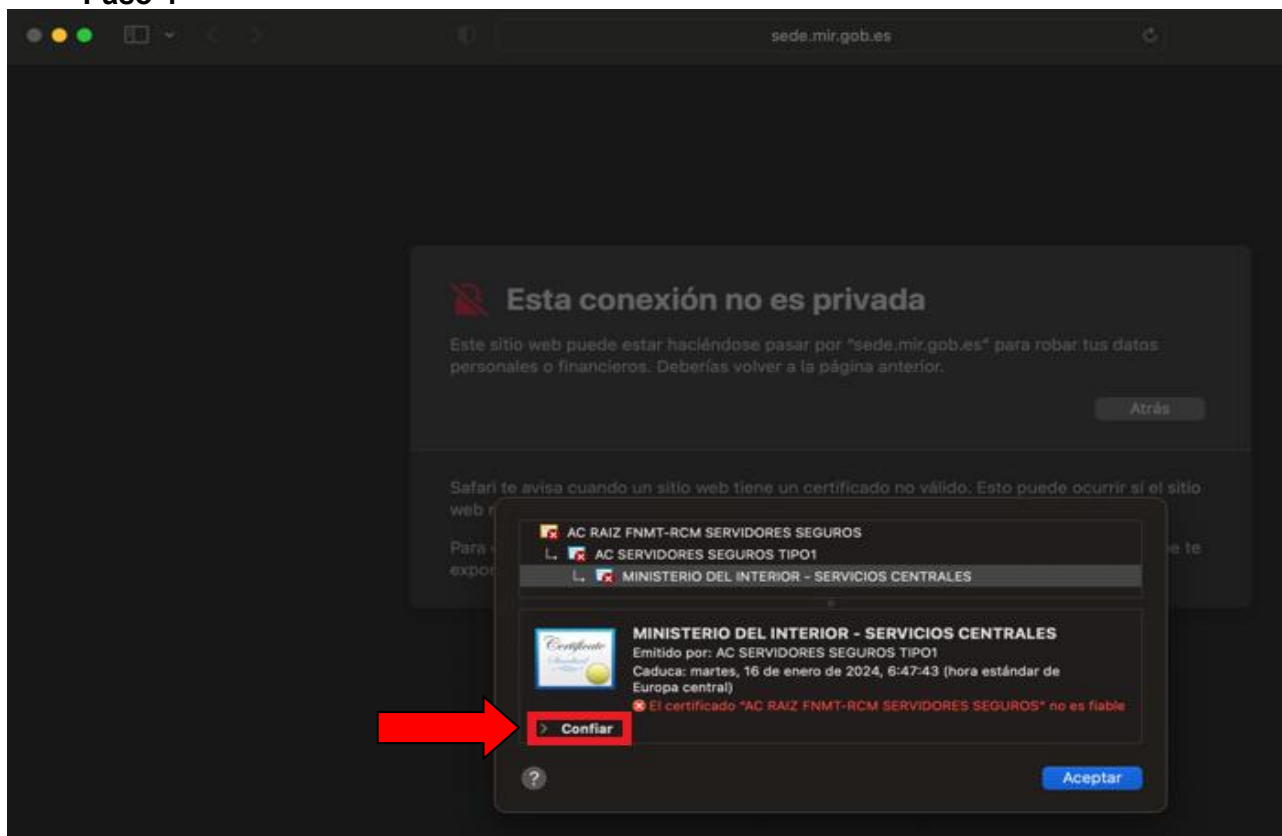 sede.mir.gob.es
Esta conexión no es privada
Este sitio web puede estar haciéndose pasar por "sede.mir.gob.es" para robar tus datos
personales o financieros. Deberías volver a la página anterior.
Atrás
Safari te avisa cuando un sitio web tiene un certificado no válido. Esto puede ocurrir si el sitio
web
Para
e te
AC RAIZ FNMT-RCM SERVIDORES SEGUROS
AC SERVIDORES SEGUROS TIPO1
MINISTERIO DEL INTERIOR - SERVICIOS CENTRALES
Certificate
Standard
MINISTERIO DEL INTERIOR - SERVICIOS CENTRALES
Emitido por: AC SERVIDORES SEGUROS TIPO1
Caduca: martes, 16 de enero de 2024, 6:47:43 (hora estándar de
Europa central)
El certificado "AC RAIZ FNMT-RCM SERVIDORES SEGUROS" no es fiable
> Confiar
?
Aceptar